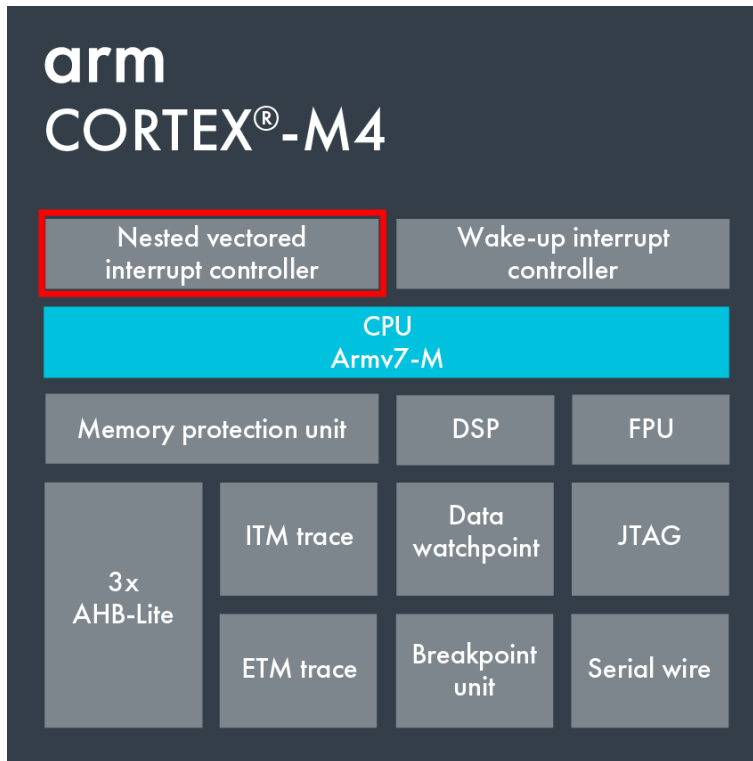 arm
CORTEX®-M4
Nested vectored
interrupt controller
Wake-up interrupt
controller
CPU
Armv7-M
Memory protection unit
DSP
FPU
3x
AHB-Lite
ITM trace
Data
watchpoint
JTAG
ETM trace
Breakpoint
unit
Serial wire